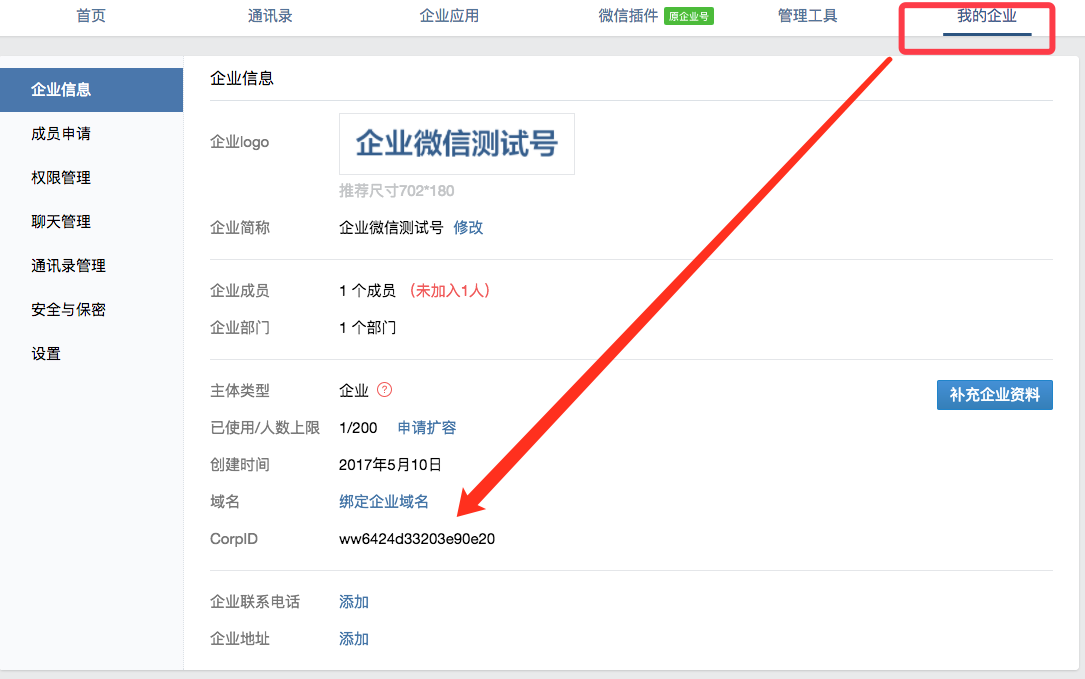 首页 通讯录 企业应用 微信插件 原企业号 管理工具 我的企业
企业信息
成员申请
权限管理
聊天管理
通讯录管理
安全与保密
设置
企业信息
企业logo 企业微信测试号
推荐尺寸702*180
企业简称 企业微信测试号 修改
企业成员 1 个成员 (未加入1人)
企业部门 1 个部门
主体类型 企业 ? 补充企业资料
已使用/人数上限 1/200 申请扩容
创建时间 2017年5月10日
域名 绑定企业域名
CorpID ww6424d33203e90e20
企业联系电话 添加
企业地址 添加